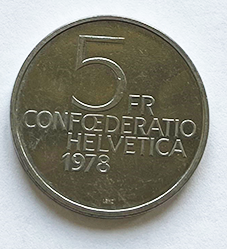 5 FR
CONFŒDERATIO
HELVETICA
1978